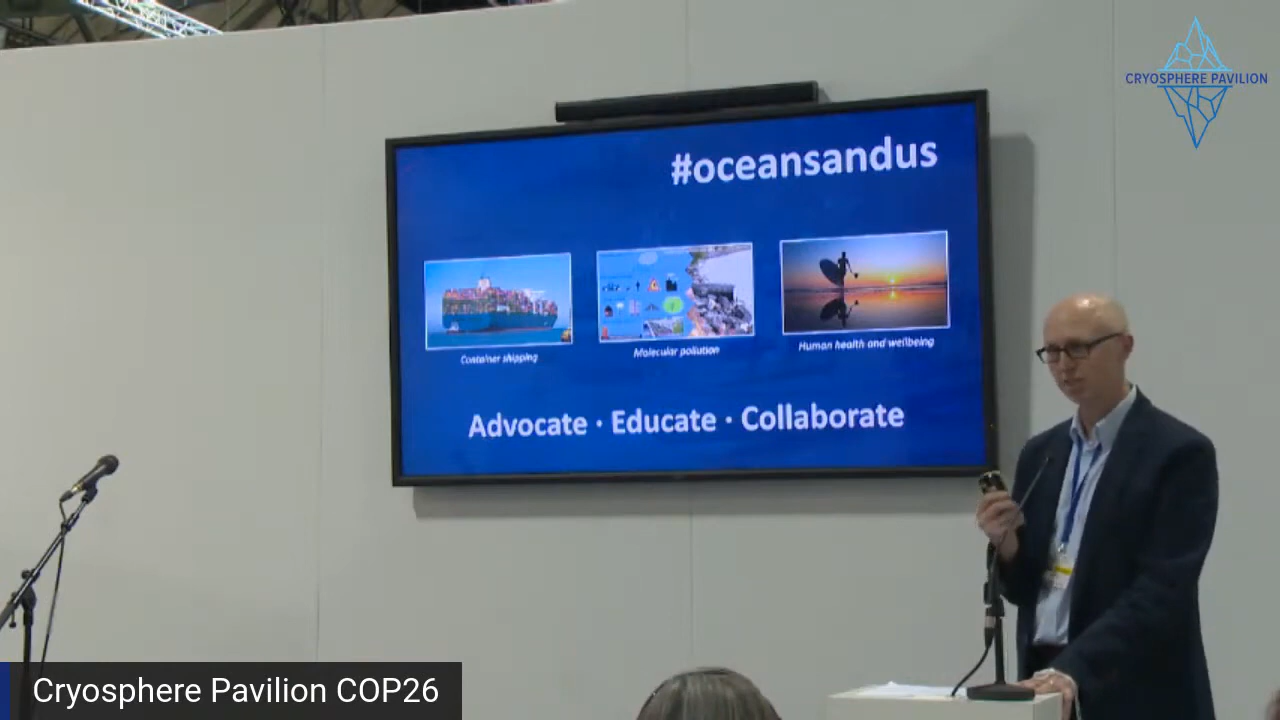 CRYOSPHERE PAVILION
#oceansandus
Container shipping
Molecular pollution
Human health and wellbeing
Advocate · Educate · Collaborate
Cryosphere Pavilion COP26